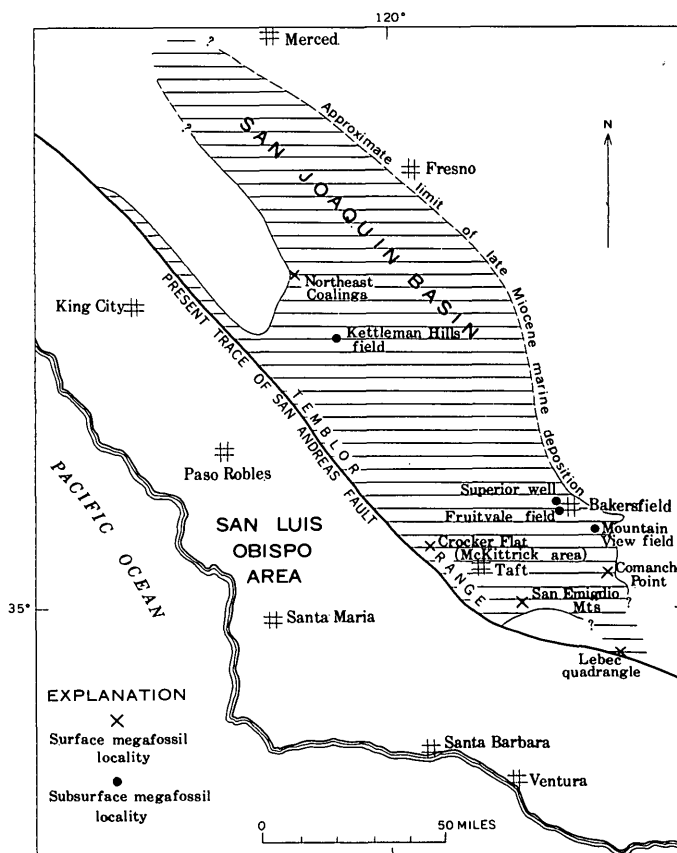 120°
?
Merced
N
Approximate limit of late Miocene marine deposition
SAN JOAQUIN BASIN
?
Fresno
Northeast
Coalinga
King City
Kettleman Hills
field
PRESENT TRACE OF SAN ANDREAS FAULT
TEMBLOR RANGE
Paso Robles
PACIFIC OCEAN
Superior well
Bakersfield
Fruitvale field
Mountain
View field
SAN LUIS
OBISPO
AREA
Crocker Flat
(McKittrick area)
Taft
Comanch
Point
San Emigdio
Mts
?
35°
?
Santa Maria
Lebec
quadrangle
EXPLANATION
Surface megafossil
locality
Subsurface megafossil
locality
Santa Barbara
Ventura
0 50 MILES